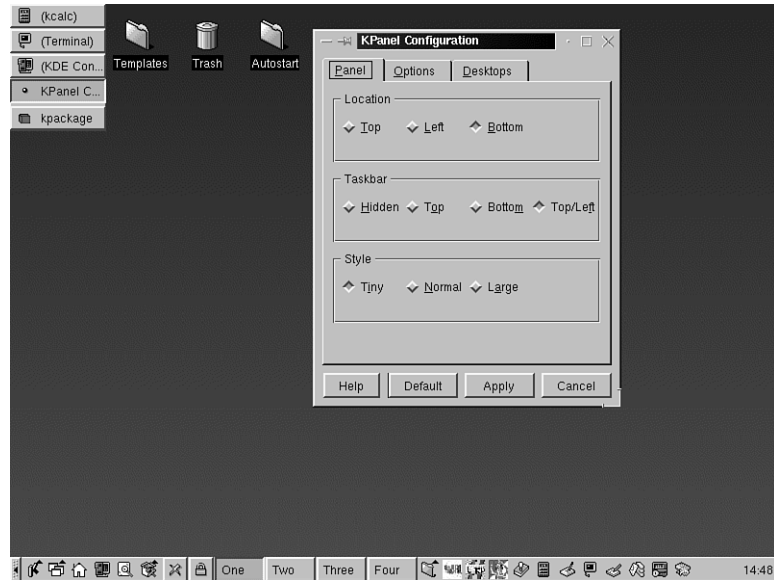 (kcalc)
(Terminal)
(KDE Con...
KPanel C...
kpackage
Templates
Trash
Autostart
KPanel Configuration
Panel
Options
Desktops
Location
Top
Left
Bottom
Taskbar
Hidden
Top
Bottom
Top/Left
Style
Tiny
Normal
Large
Help
Default
Apply
Cancel
One
Two
Three
Four
14:48